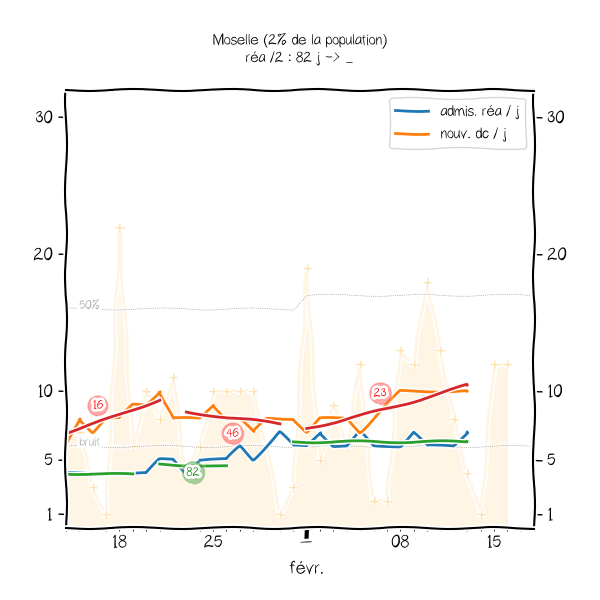 Moselle (2% de la population)
réa /2 : 82 j -> _
admis. réa / j
nouv. dc / j
30 30
20 20
50%
10 10
16 23
46
bruit
5 5
82
1 1
18 25 1 08 15
févr.